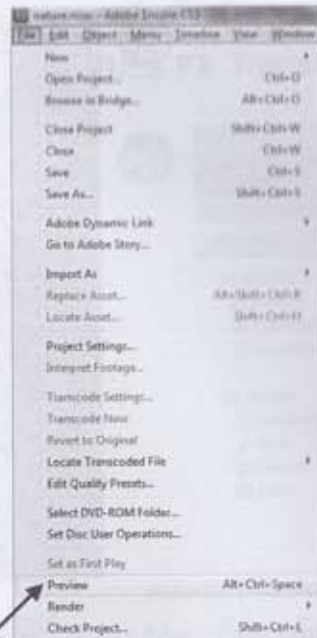 nature.ncor - Adobe Encore CS5
File Edit Object Menu Timeline View Window
New
Open Project... Ctrl+O
Browse in Bridge... Alt+Ctrl+O
Close Project Shift+Ctrl+W
Close Ctrl+W
Save Ctrl+S
Save As... Shift+Ctrl+S
Adobe Dynamic Link
Go to Adobe Story...
Import As
Replace Asset... Alt+Shift+Ctrl+R
Locate Asset... Shift+Ctrl+H
Project Settings...
Interpret Footage...
Transcode Settings...
Transcode Now
Revert to Original
Locate Transcoded File
Edit Quality Presets...
Select DVD-ROM Folder...
Set Disc User Operations...
Set as First Play
Preview Alt+Ctrl+Space
Render
Check Project... Shift+Ctrl+L